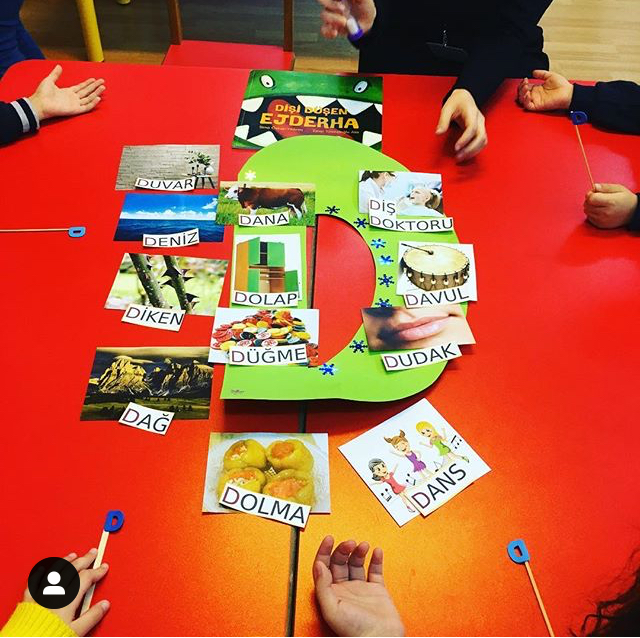 DİŞİ DÜŞEN
EJDERHA
DUVAR
DANA
DİŞ
DOKTORU
DENİZ
DOLAP
DAVUL
DİKEN
DÜĞME
DUDAK
DAĞ
DOLMA
DANS